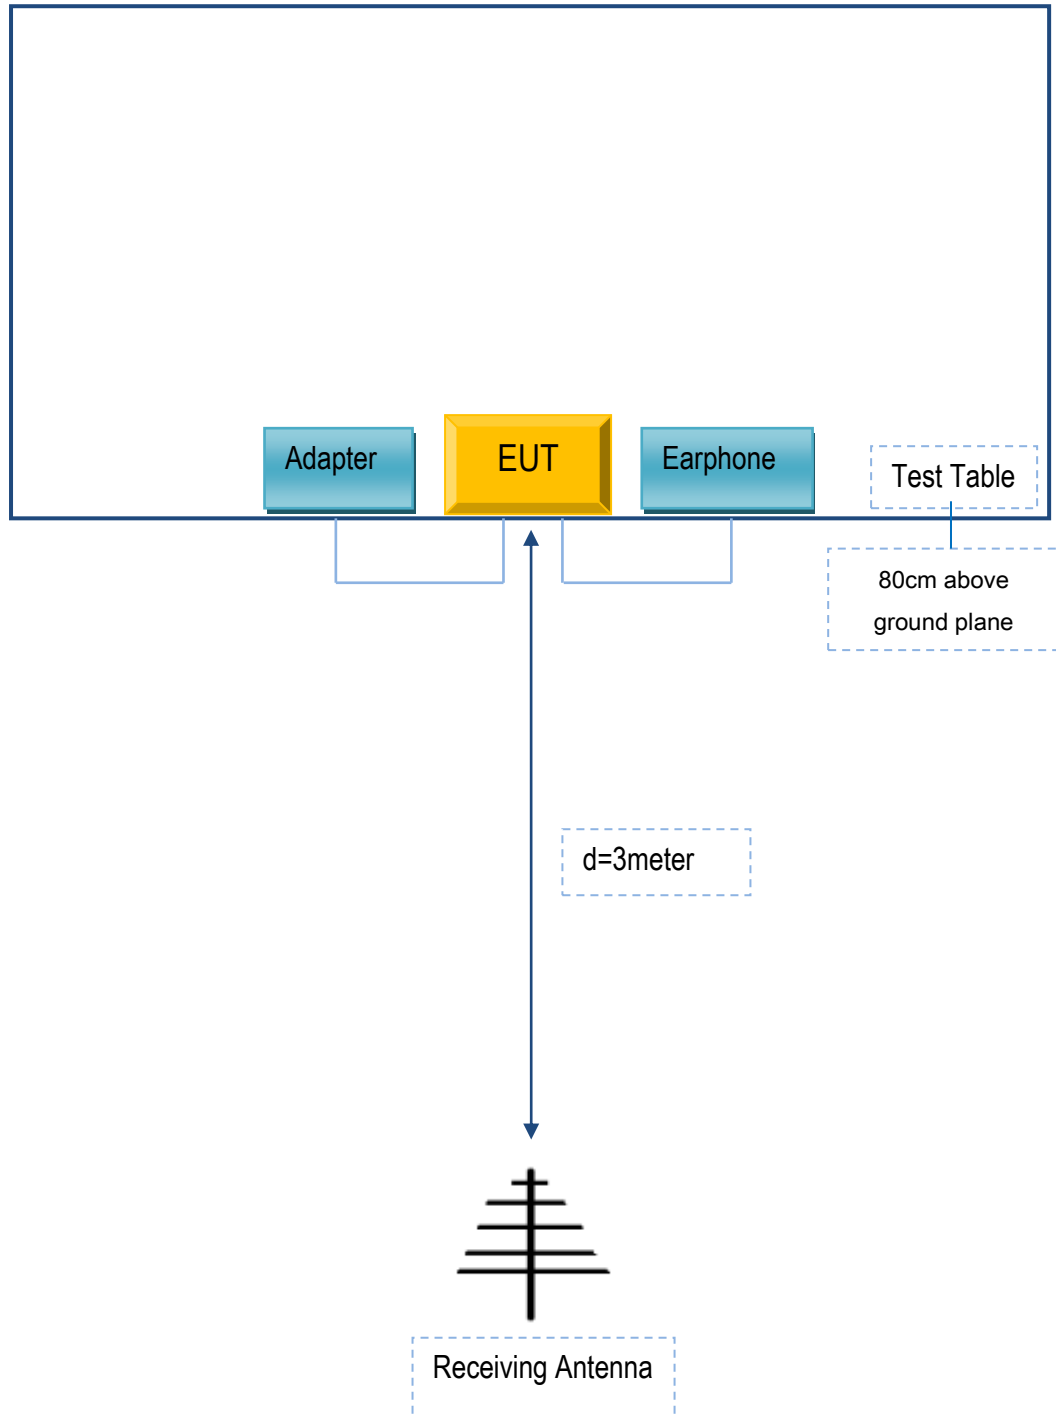 Adapter
EUT
Earphone
Test Table
80cm above
ground plane
d=3meter
Receiving Antenna